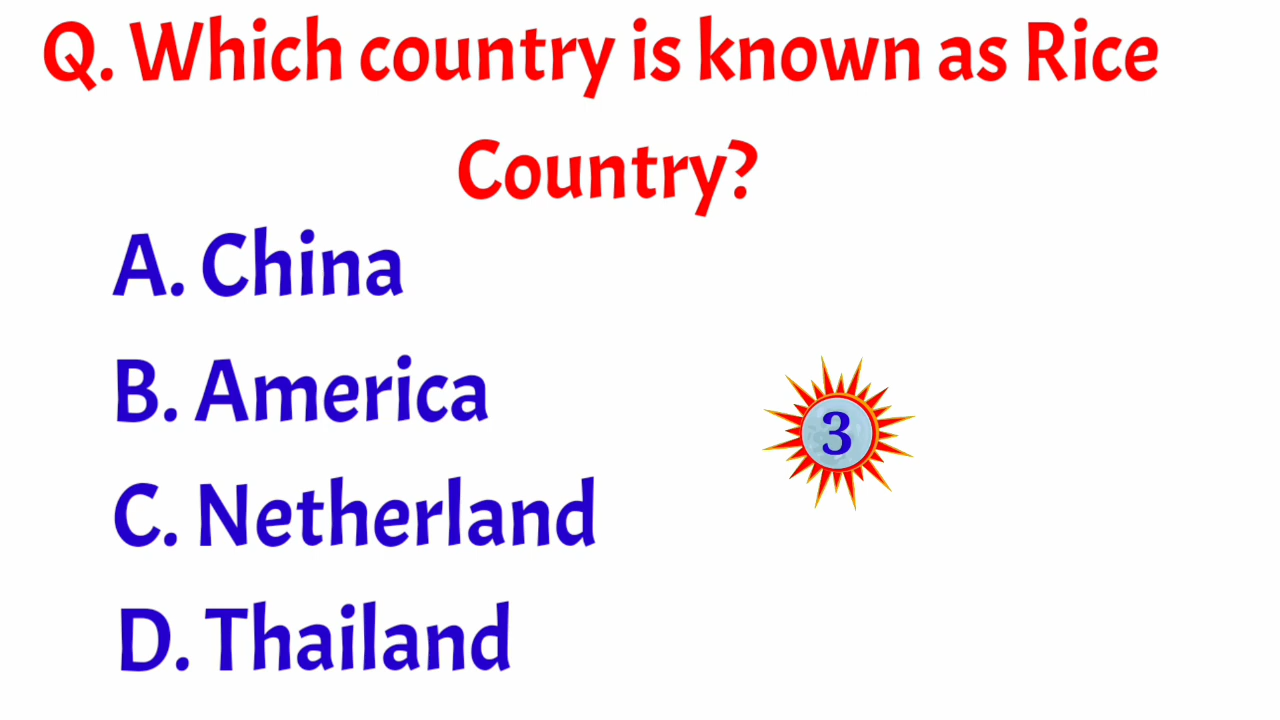 Q. Which country is known as Rice
Country?
A. China
B. America
3
C. Netherland
D. Thailand